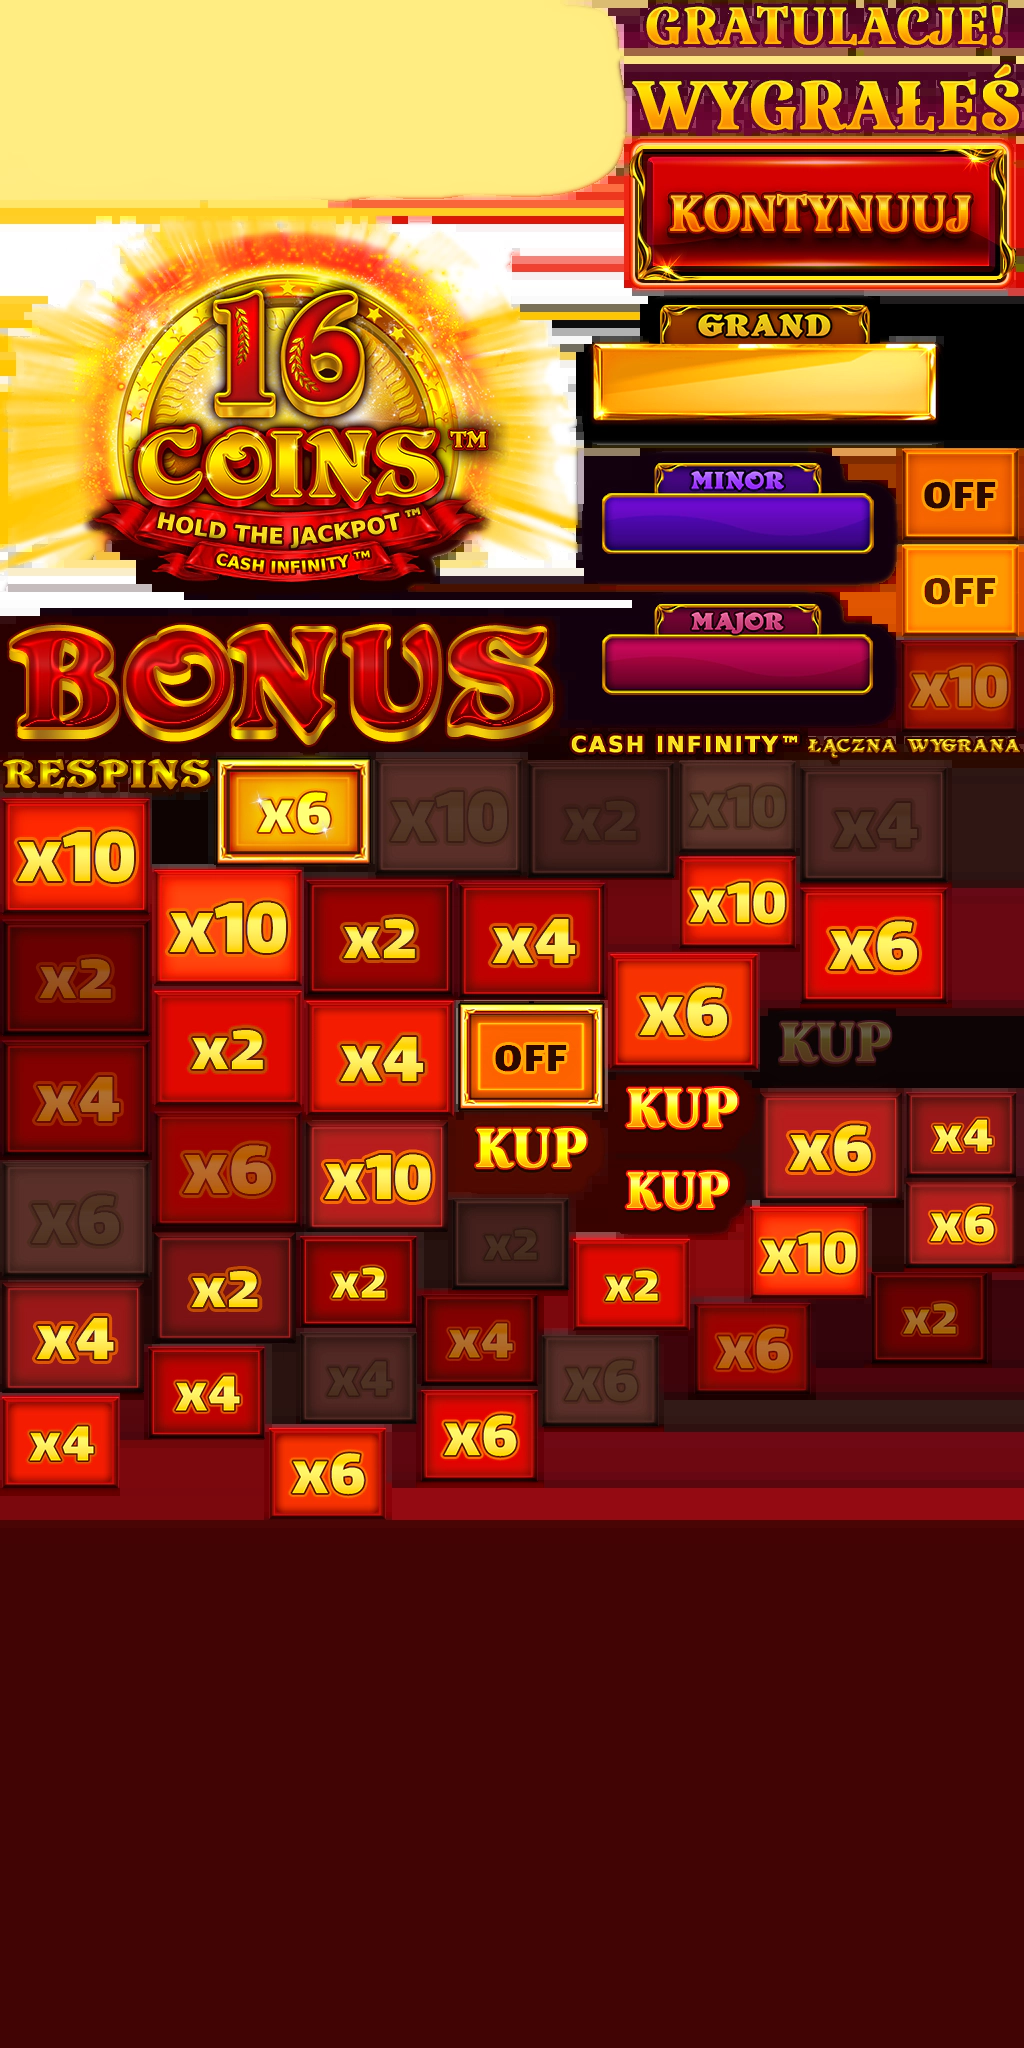 GRATULACJE!
WYGRAŁEŚ
KONTYNUUJ
GRAND
16
COINS™
HOLD THE JACKPOT™
CASH INFINITY™
MINOR
OFF
OFF
MAJOR
BONUS
x10
CASH INFINITY™
ŁĄCZNA WYGRANA
RESPINS
x6
x10
x2
x10
x4
x10
x10
x2
x4
x10
x6
x2
x2
x4
OFF
x6
KUP
x4
x6
x10
KUP
KUP
KUP
x6
x4
x6
x2
x2
x2
x2
x10
x6
x4
x4
x4
x4
x6
x6
x2
x4
x6
x6